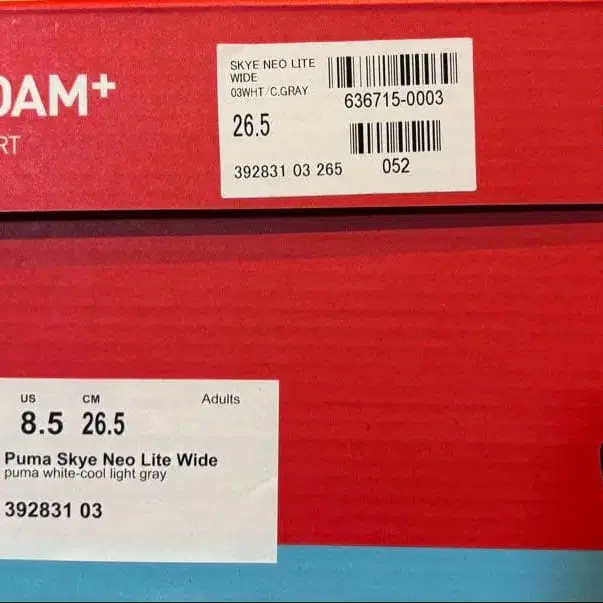 OAM+
RT
SKYE NEO LITE
WIDE
03WHT/C.GRAY
636715-0003
26.5
392831 03 265
052
US
CM
Adults
8.5
26.5
Puma Skye Neo Lite Wide
puma white-cool light gray
392831 03